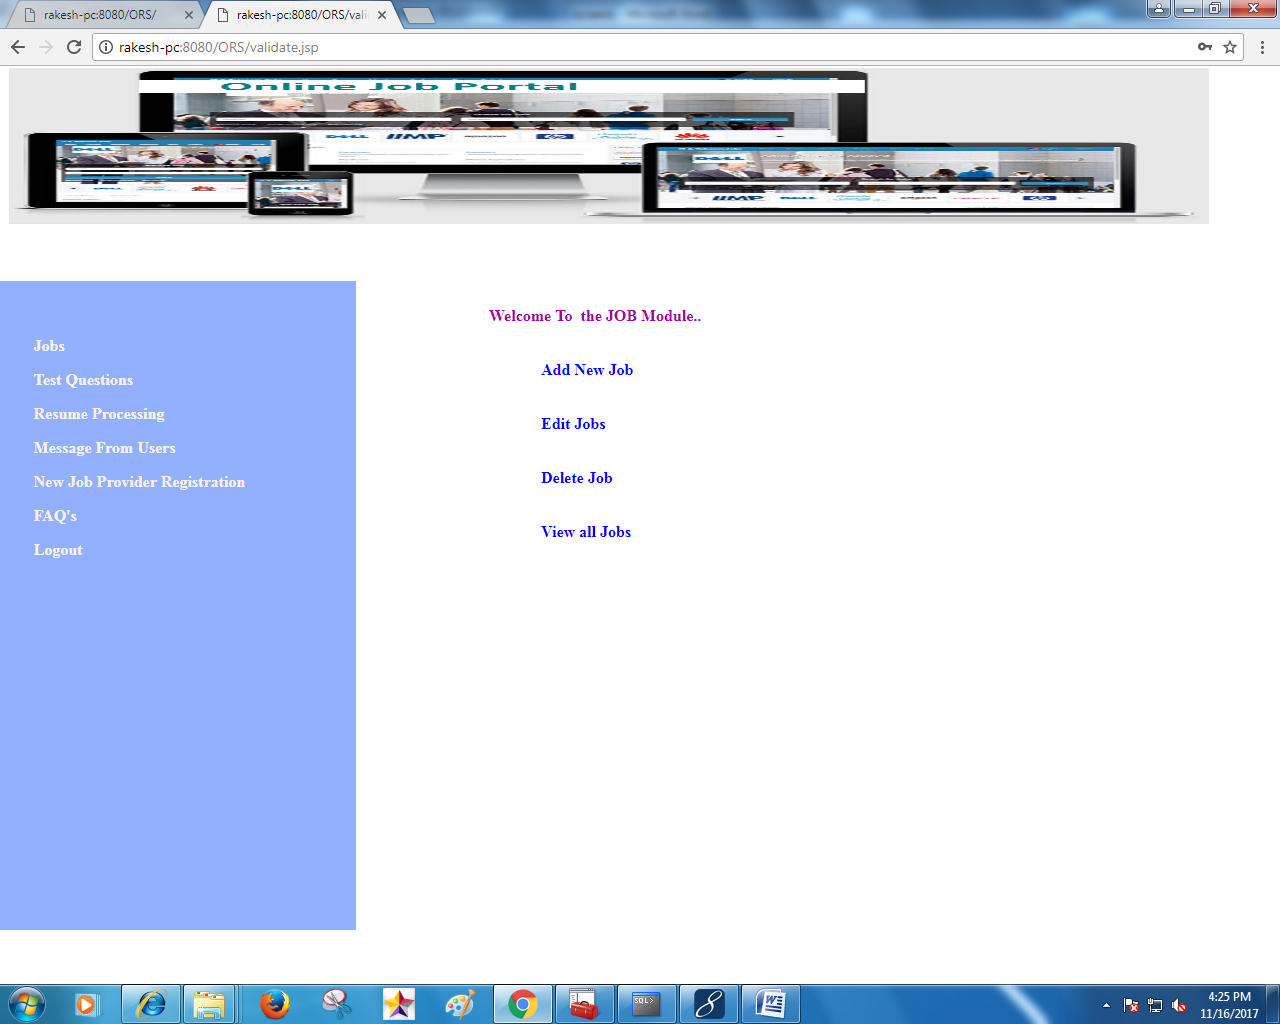 rakesh-pc:8080/ORS/
rakesh-pc:8080/ORS/vali
rakesh-pc:8080/ORS/validate.jsp
Online Job Portal
DELL
Welcome To the JOB Module..
Jobs
Test Questions
Resume Processing
Message From Users
New Job Provider Registration
FAQ's
Logout
Add New Job
Edit Jobs
Delete Job
View all Jobs
SQL>
4:25 PM
11/16/2017